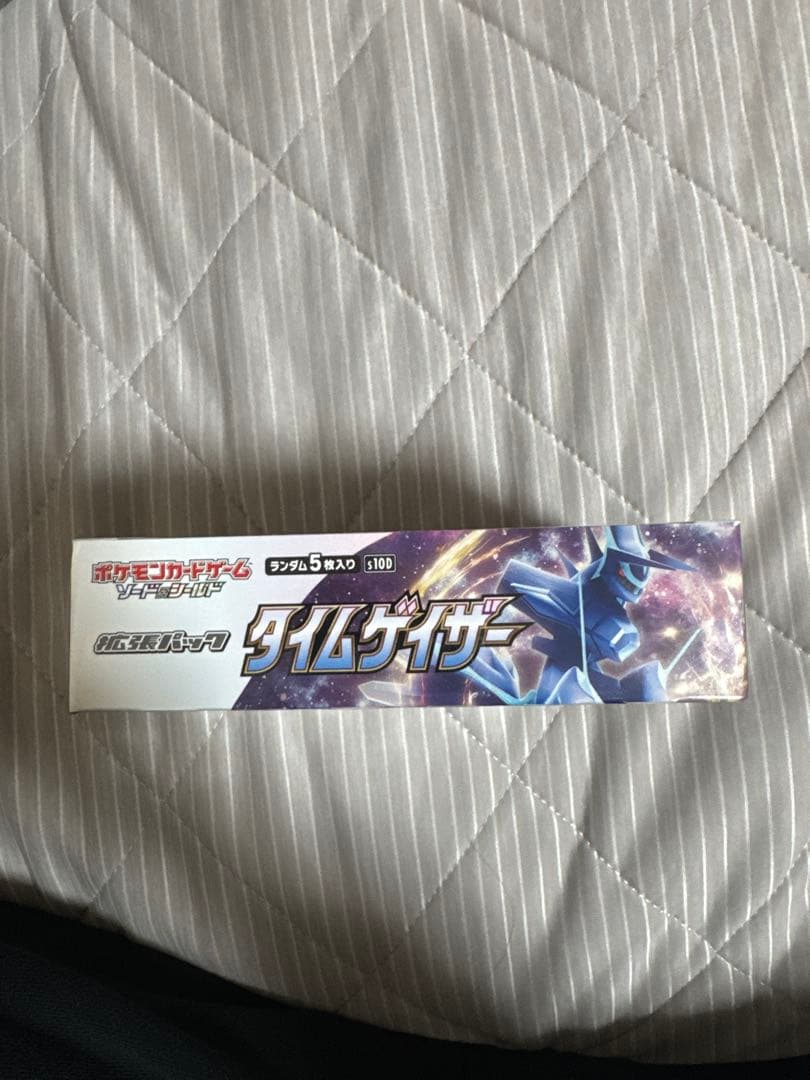 ポケモンカードゲーム
ソード&シールド
拡張パック
ランダム5枚入り
s10D
タイムゲイザー